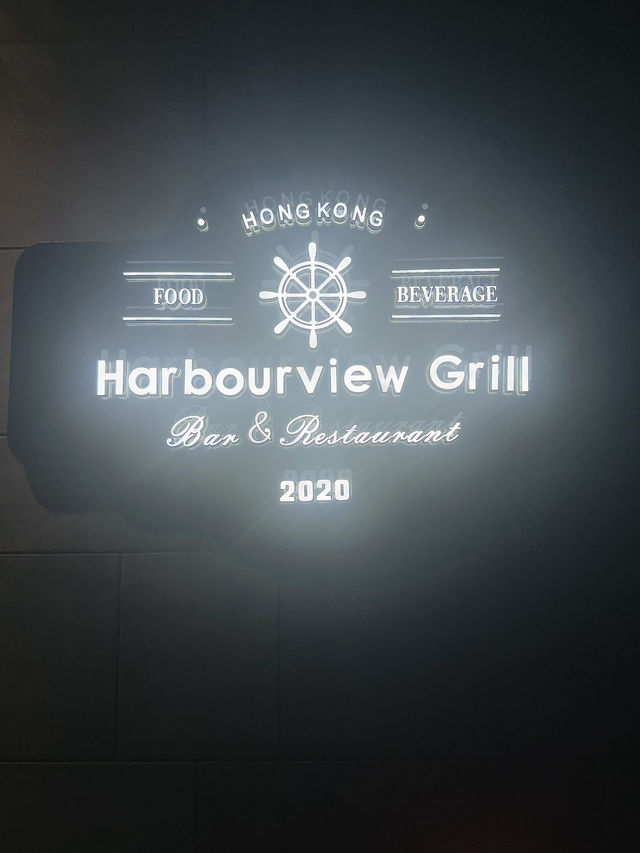 HONG KONG
FOOD
BEVERAGE
Harbourview Grill
Bar & Restaurant
2020